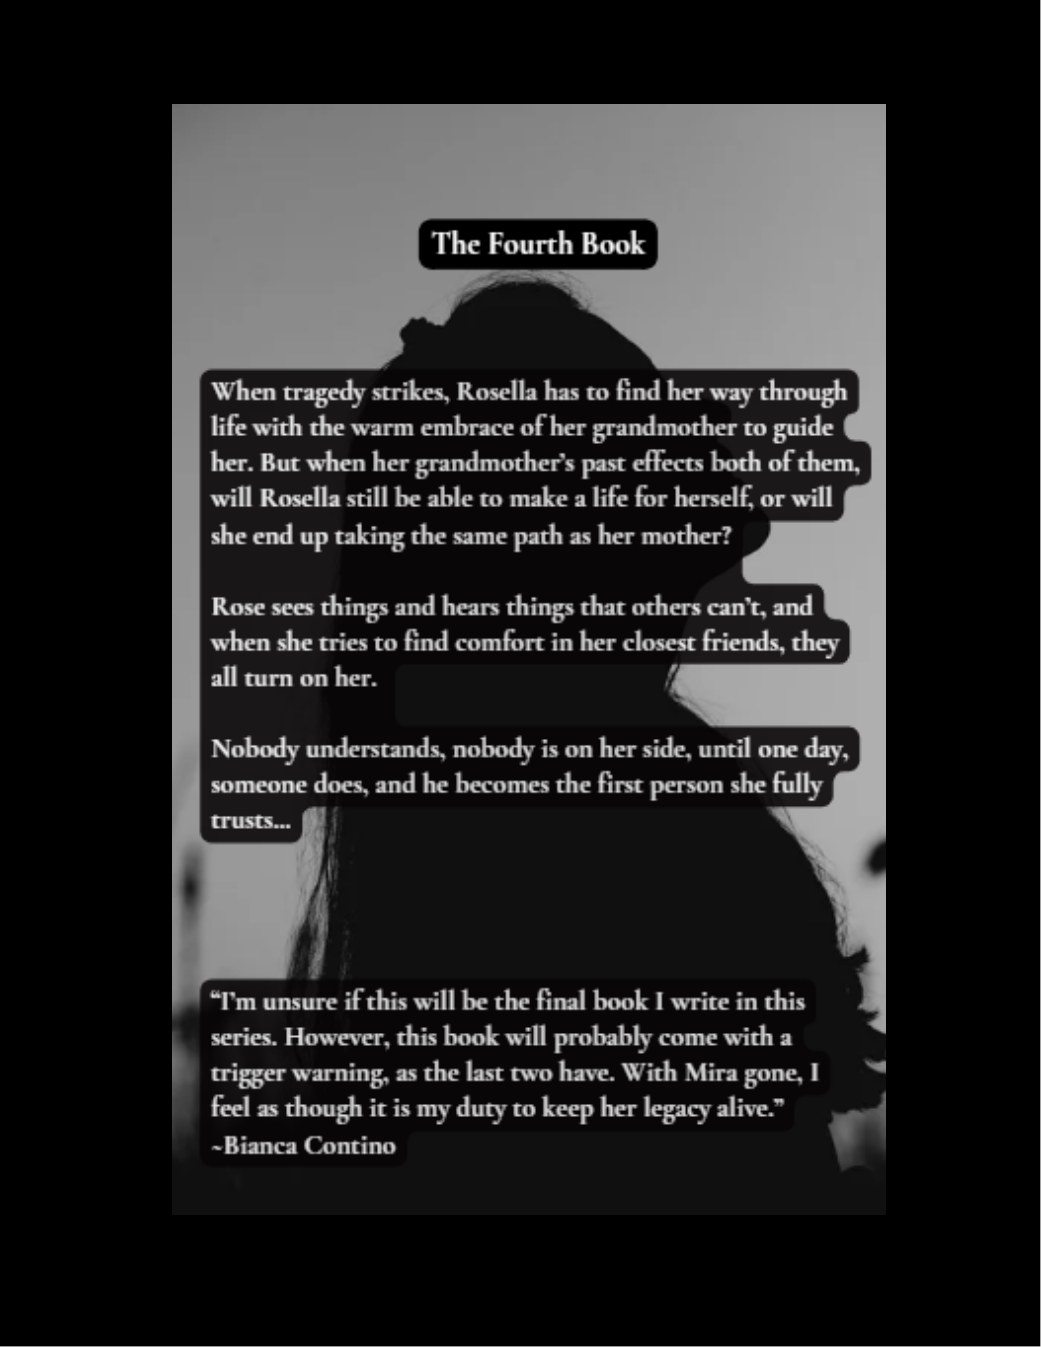 The Fourth Book
When tragedy strikes, Rosella has to find her way through
life with the warm embrace of her grandmother to guide
her. But when her grandmother's past effects both of them,
will Rosella still be able to make a life for herself, or will
she end up taking the same path as her mother?
Rose sees things and hears things that others can't, and
when she tries to find comfort in her closest friends, they
all turn on her.
Nobody understands, nobody is on her side, until one day,
someone does, and he becomes the first person she fully
trusts...
“I'm unsure if this will be the final book I write in this
series. However, this book will probably come with a
trigger warning, as the last two have. With Mira gone, I
feel as though it is my duty to keep her legacy alive.”
~Bianca Contino